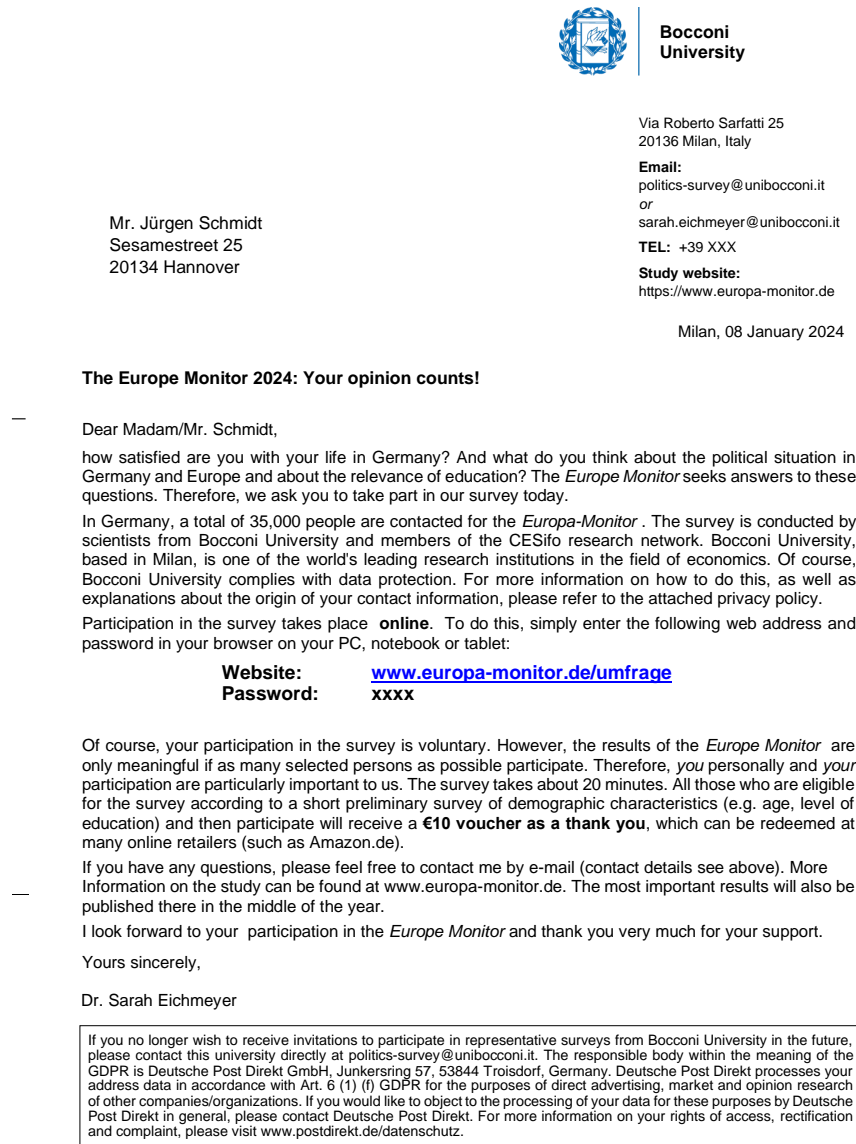 Bocconi
University
Via Roberto Sarfatti 25
20136 Milan, Italy
Email:
politics-survey@unibocconi.it
or
sarah.eichmeyer@unibocconi.it
TEL: +39 XXX
Study website:
https://www.europa-monitor.de
Mr. Jürgen Schmidt
Sesamestreet 25
20134 Hannover
Milan, 08 January 2024
The Europe Monitor 2024: Your opinion counts!
Dear Madam/Mr. Schmidt,
how satisfied are you with your life in Germany? And what do you think about the political situation in
Germany and Europe and about the relevance of education? The Europe Monitor seeks answers to these
questions. Therefore, we ask you to take part in our survey today.
In Germany, a total of 35,000 people are contacted for the Europa-Monitor . The survey is conducted by
scientists from Bocconi University and members of the CESifo research network. Bocconi University,
based in Milan, is one of the world's leading research institutions in the field of economics. Of course,
Bocconi University complies with data protection. For more information on how to do this, as well as
explanations about the origin of your contact information, please refer to the attached privacy policy.
Participation in the survey takes place online. To do this, simply enter the following web address and
password in your browser on your PC, notebook or tablet:
Website: www.europa-monitor.de/umfrage
Password: xxxx
Of course, your participation in the survey is voluntary. However, the results of the Europe Monitor are
only meaningful if as many selected persons as possible participate. Therefore, you personally and your
participation are particularly important to us. The survey takes about 20 minutes. All those who are eligible
for the survey according to a short preliminary survey of demographic characteristics (e.g. age, level of
education) and then participate will receive a €10 voucher as a thank you, which can be redeemed at
many online retailers (such as Amazon.de).
If you have any questions, please feel free to contact me by e-mail (contact details see above). More
Information on the study can be found at www.europa-monitor.de. The most important results will also be
published there in the middle of the year.
I look forward to your participation in the Europe Monitor and thank you very much for your support.
Yours sincerely,
Dr. Sarah Eichmeyer
If you no longer wish to receive invitations to participate in representative surveys from Bocconi University in the future,
please contact this university directly at politics-survey@unibocconi.it. The responsible body within the meaning of the
GDPR is Deutsche Post Direkt GmbH, Junkersring 57, 53844 Troisdorf, Germany. Deutsche Post Direkt processes your
address data in accordance with Art. 6 (1) (f) GDPR for the purposes of direct advertising, market and opinion research
of other companies/organizations. If you would like to object to the processing of your data for these purposes by Deutsche
Post Direkt in general, please contact Deutsche Post Direkt. For more information on your rights of access, rectification
and complaint, please visit www.postdirekt.de/datenschutz.